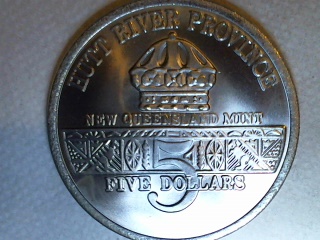 HUTT RIVER PROVINCE
NEW QUEENSLAND MINT
5
FIVE DOLLARS